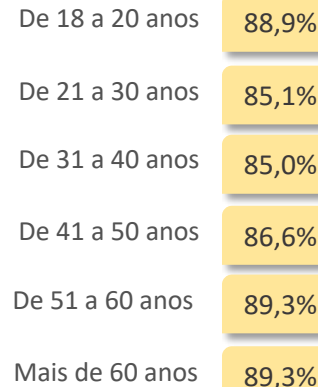 De 18 a 20 anos 88,9%
De 21 a 30 anos 85,1%
De 31 a 40 anos 85,0%
De 41 a 50 anos 86,6%
De 51 a 60 anos 89,3%
Mais de 60 anos 89,3%